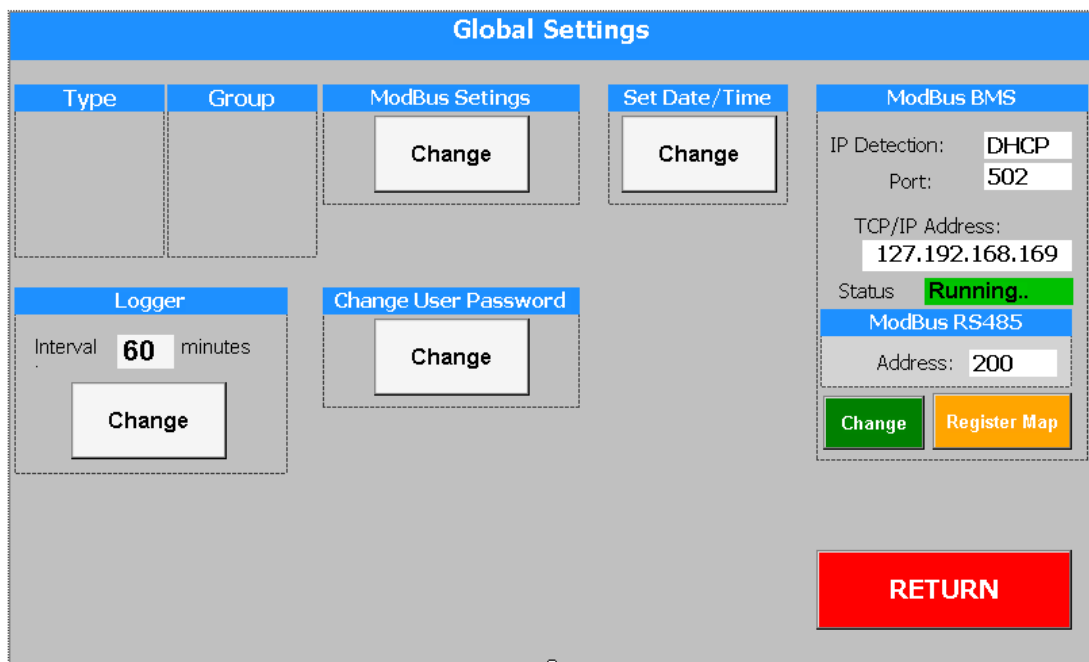 Global Settings
Type
Group
ModBus Setings
Change
Set Date/Time
Change
ModBus BMS
IP Detection: DHCP
Port: 502
TCP/IP Address:
127.192.168.169
Status Running..
ModBus RS485
Address: 200
Change
Register Map
Logger
Interval 60 minutes
Change
Change User Password
Change
RETURN